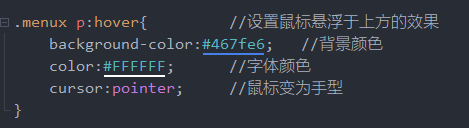 .menux p:hover{ //设置鼠标悬浮于上方的效果
background-color:#467fe6; //背景颜色
color:#FFFFFF; //字体颜色
cursor:pointer; //鼠标变为手型
}